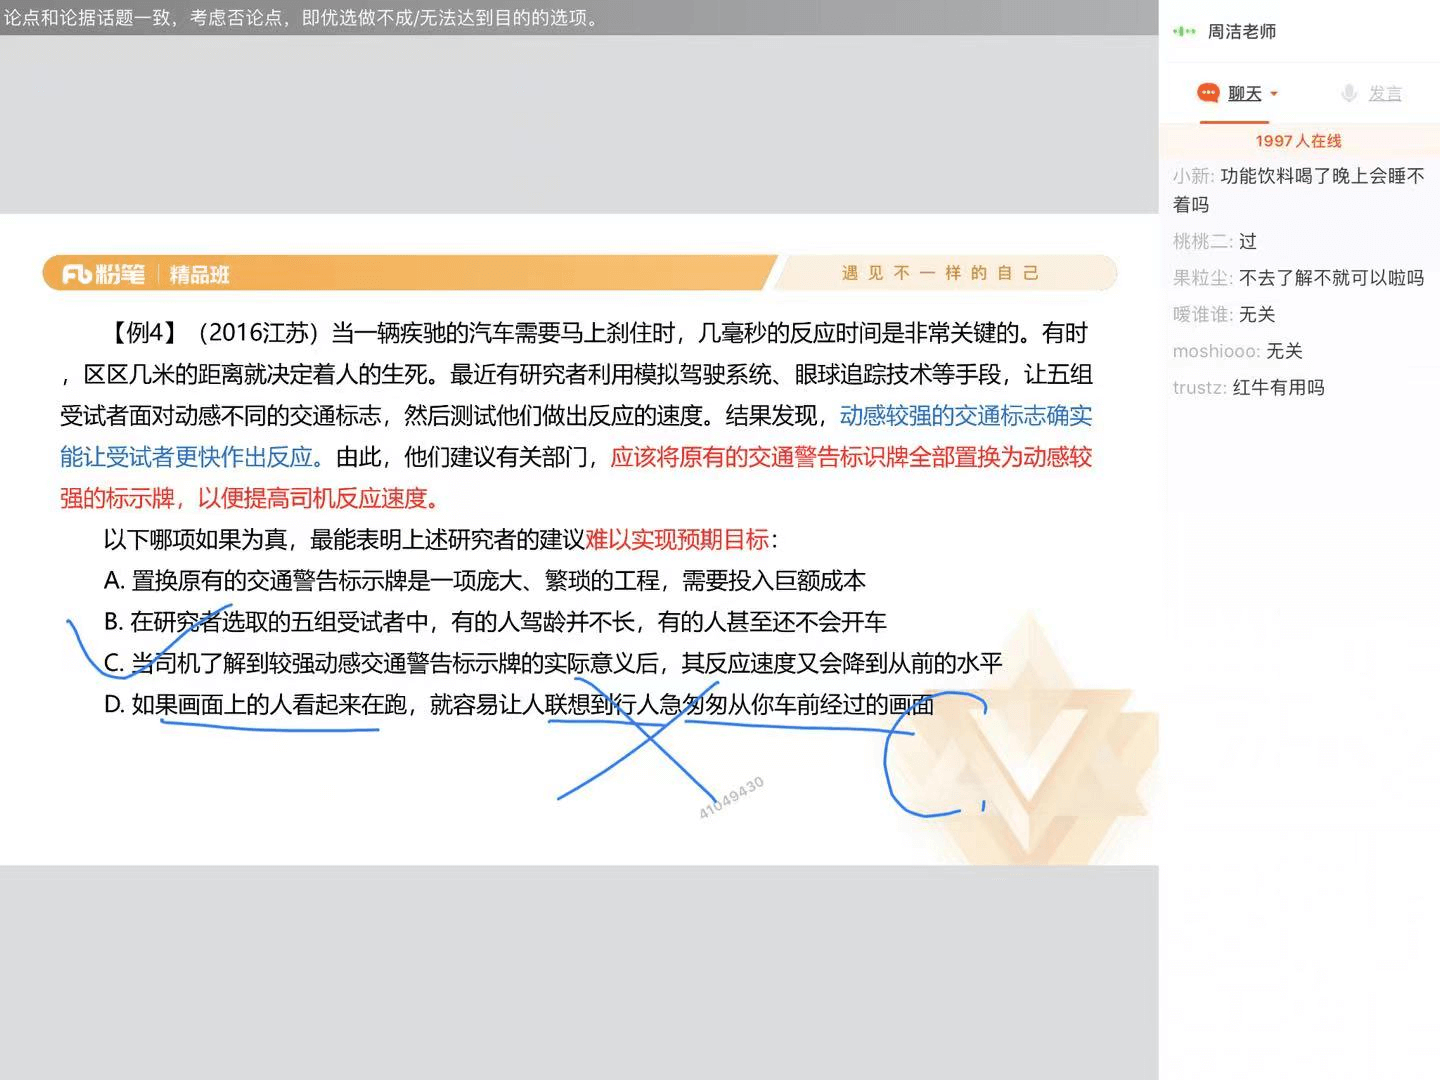 论点和论据话题一致，考虑否论点，即优选做不成/无法达到目的的选项。
粉笔 精品班
遇见不一样的自己
【例4】（2016江苏）当一辆疾驰的汽车需要马上刹住时，几毫秒的反应时间是非常关键的。有时
，区区几米的距离就决定着人的生死。最近有研究者利用模拟驾驶系统、眼球追踪技术等手段，让五组
受试者面对动感不同的交通标志，然后测试他们做出反应的速度。结果发现，动感较强的交通标志确实
能让受试者更快作出反应。由此，他们建议有关部门，应该将原有的交通警告标识牌全部置换为动感较
强的标示牌，以便提高司机反应速度。
以下哪项如果为真，最能表明上述研究者的建议难以实现预期目标：
A. 置换原有的交通警告标示牌是一项庞大、繁琐的工程，需要投入巨额成本
B. 在研究者选取的五组受试者中，有的人驾龄并不长，有的人甚至还不会开车
C. 当司机了解到较强动感交通警告标示牌的实际意义后，其反应速度又会降到从前的水平
D. 如果画面上的人看起来在跑，就容易让人联想到行人急匆匆从你车前经过的画面
41049430
周洁老师
聊天 发言
1997人在线
小新: 功能饮料喝了晚上会睡不
着吗
桃桃二: 过
果粒尘: 不去了解不就可以啦吗
嗳谁谁: 无关
moshiooo: 无关
trustz: 红牛有用吗